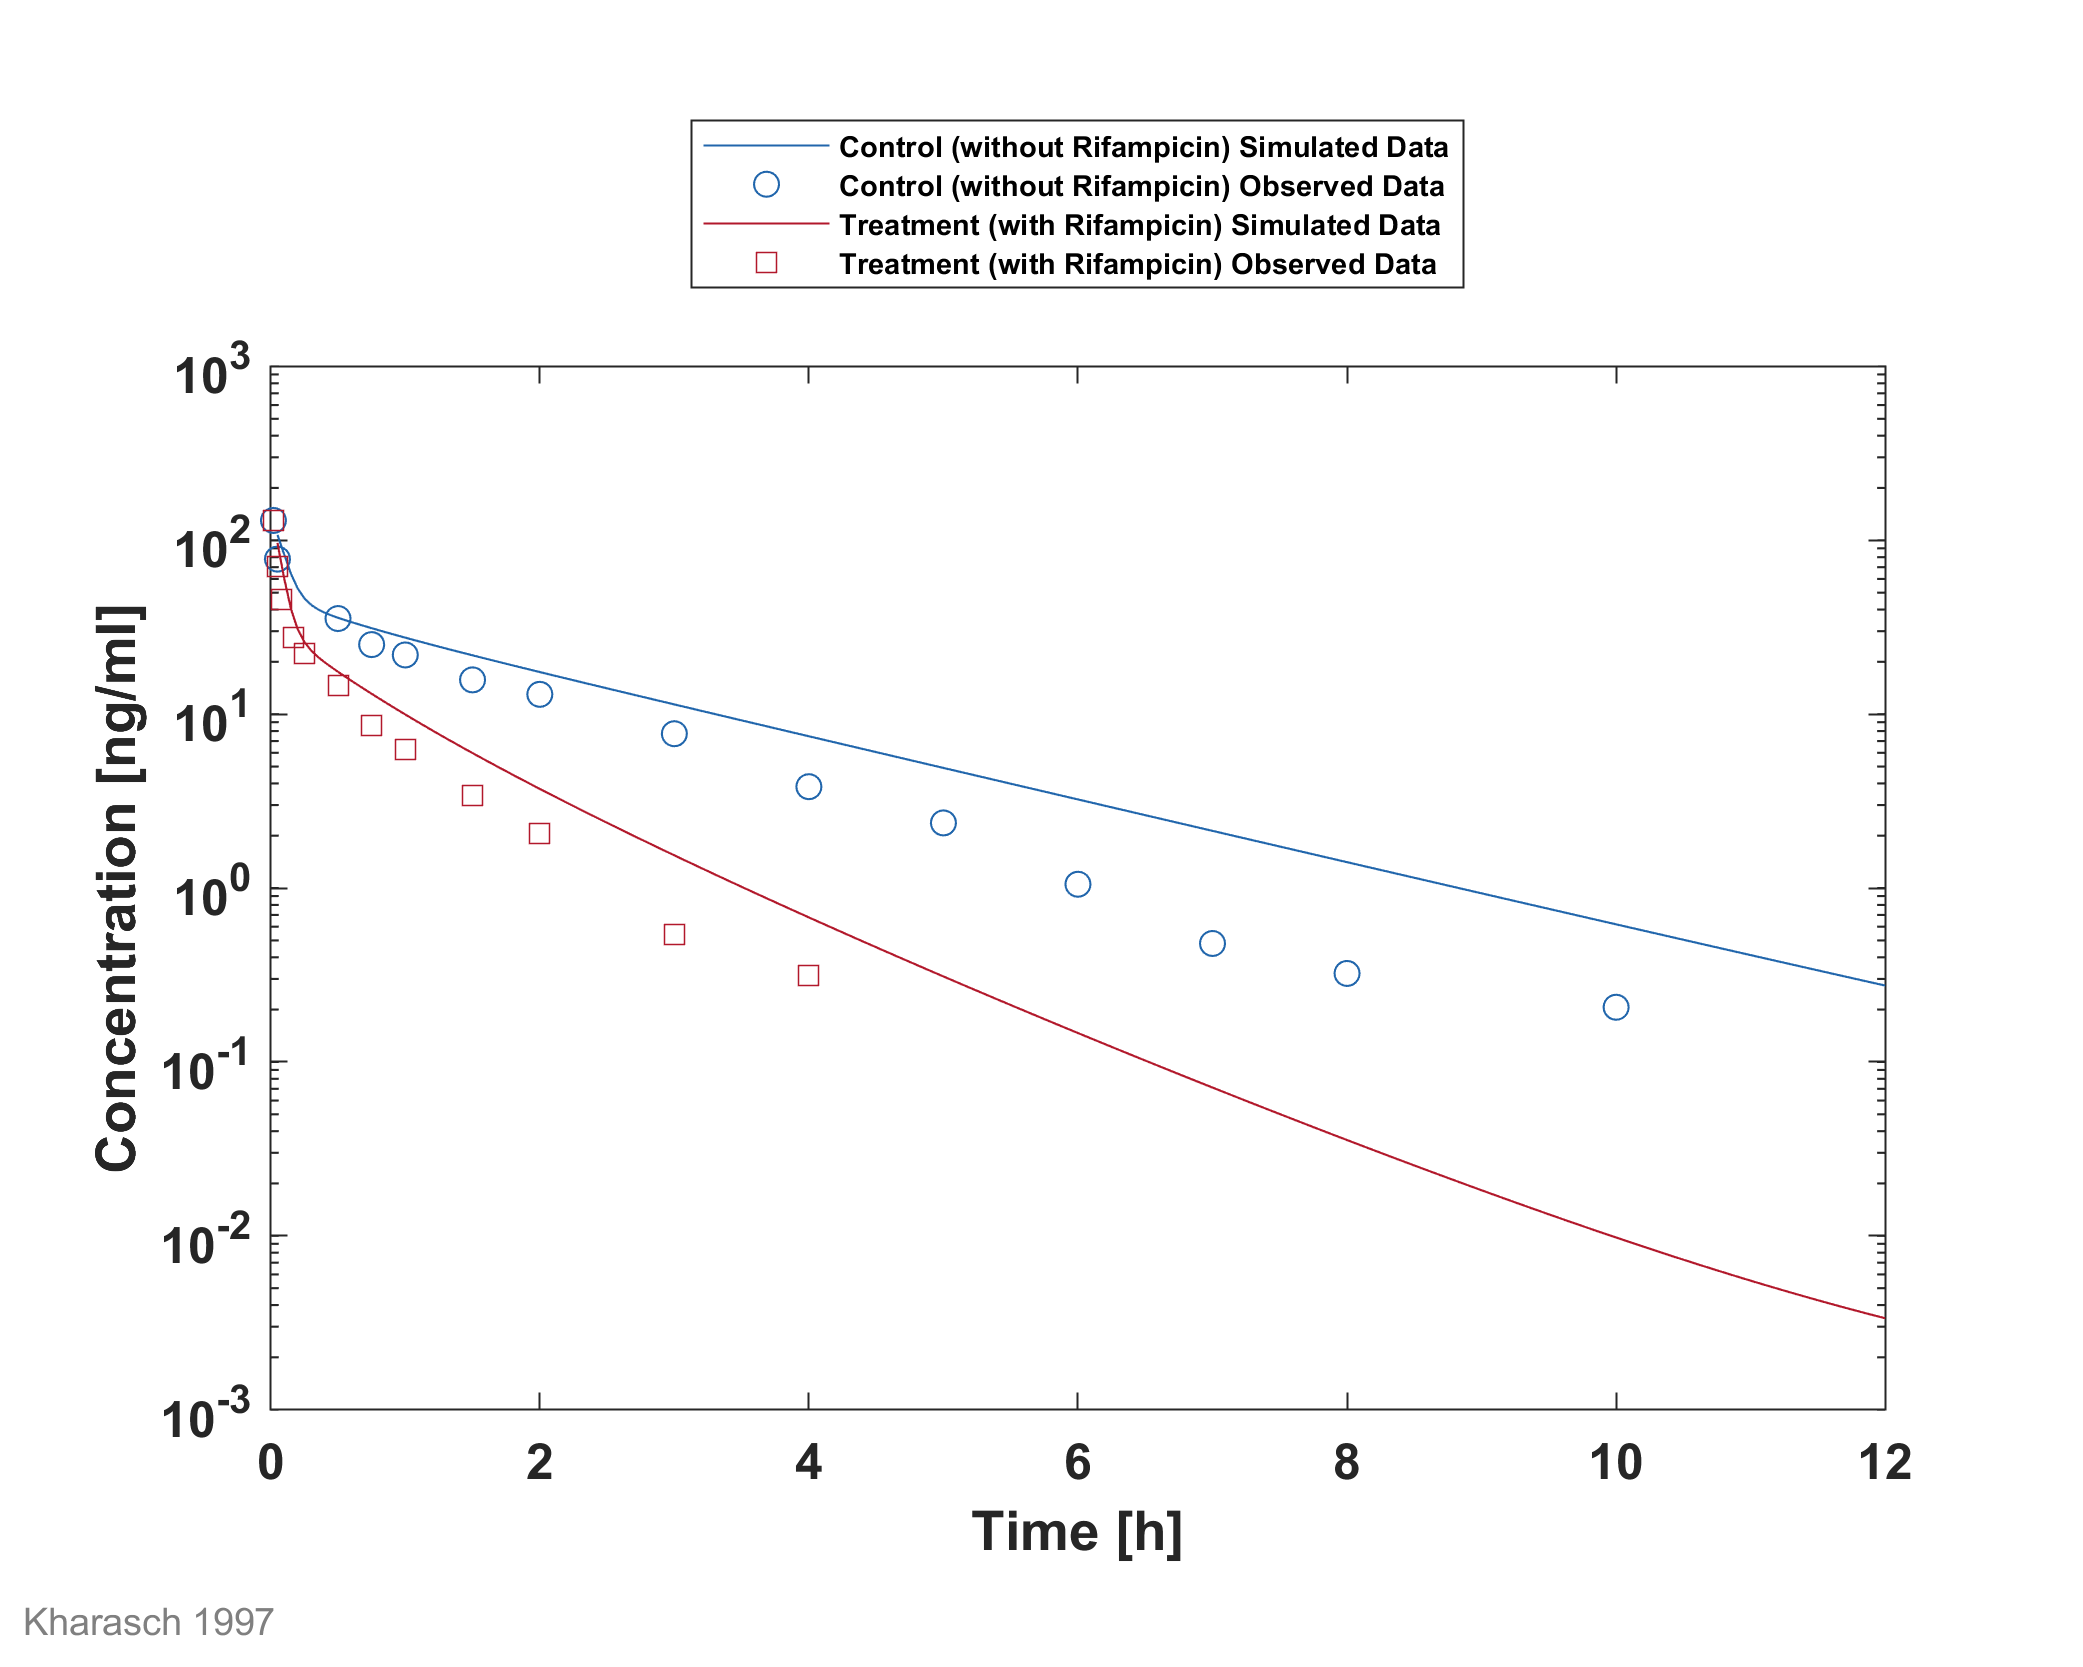 Control (without Rifampicin) Simulated Data
Control (without Rifampicin) Observed Data
Treatment (with Rifampicin) Simulated Data
Treatment (with Rifampicin) Observed Data
10^3
10^2
10^1
10^0
10^-1
10^-2
10^-3
Concentration [ng/ml]
0 2 4 6 8 10 12
Time [h]
Kharasch 1997